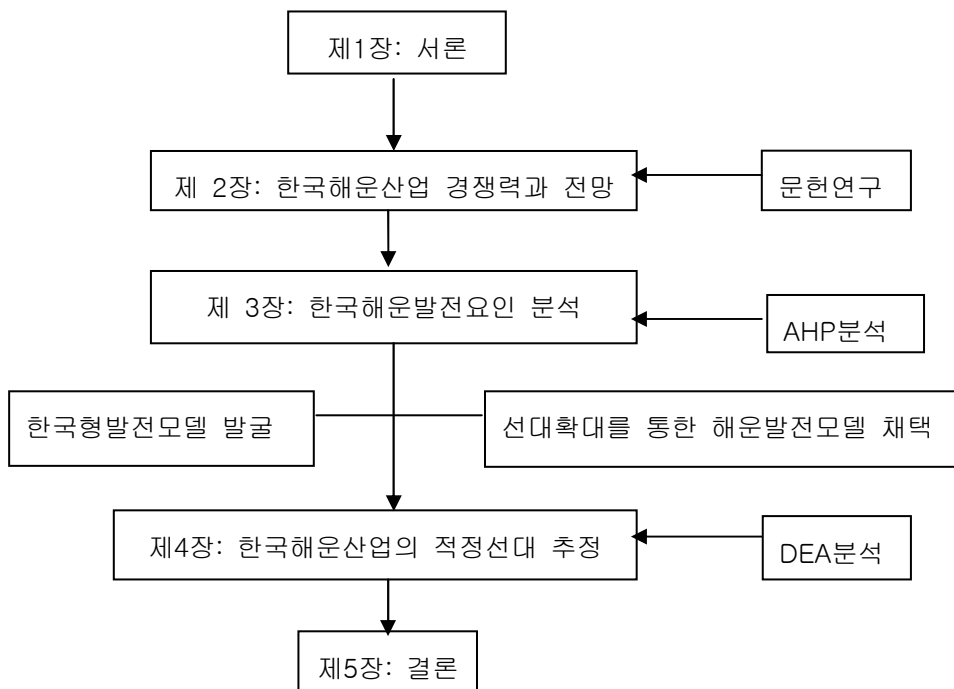 제1장: 서론
제 2장: 한국해운산업 경쟁력과 전망
문헌연구
제 3장: 한국해운발전요인 분석
AHP분석
한국형발전모델 발굴
선대확대를 통한 해운발전모델 채택
제4장: 한국해운산업의 적정선대 추정
DEA분석
제5장: 결론